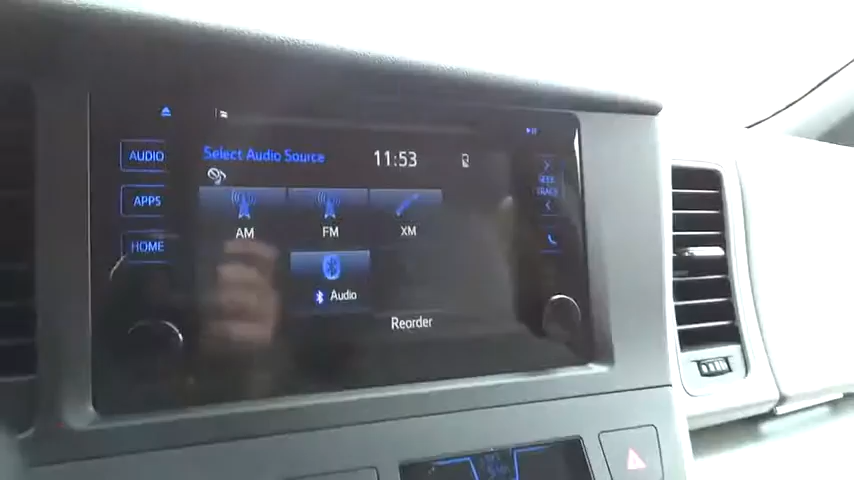 AUDIO
Select Audio Source
11:53
SEEK
TRACK
APPS
AM
FM
XM
HOME
Audio
Reorder